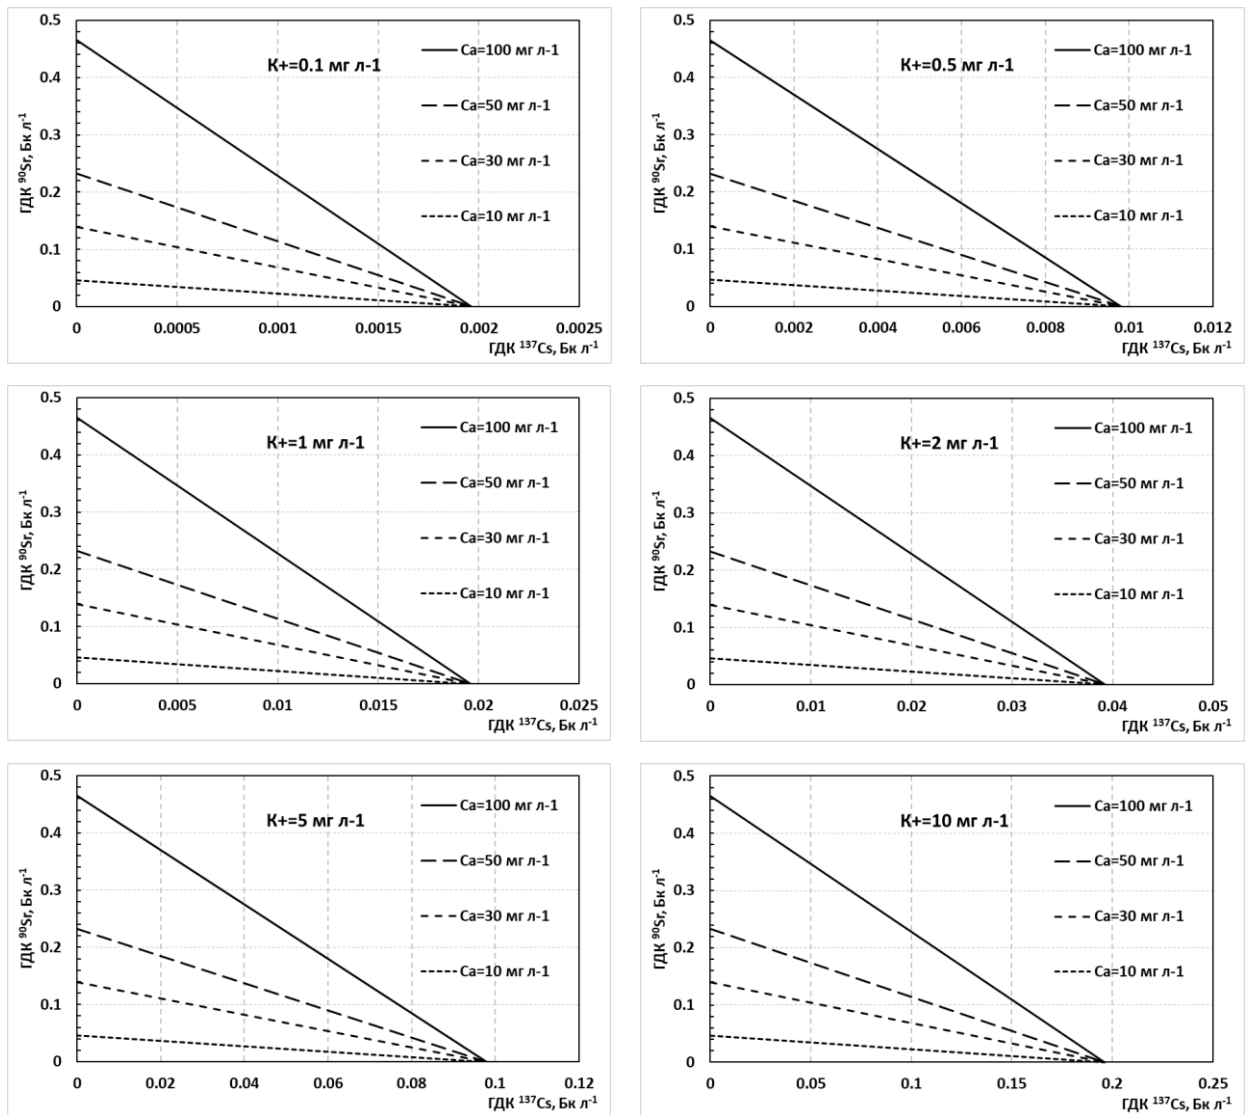 0.5
0.4
0.3
0.2
0.1
0
ГДК ⁹⁰Sr, Бк л⁻¹
K+=0.1 мг л-1
Ca=100 мг л-1
Ca=50 мг л-1
Ca=30 мг л-1
Ca=10 мг л-1
0 0.0005 0.001 0.0015 0.002 0.0025
ГДК ¹³⁷Cs, Бк л⁻¹
0.5
0.4
0.3
0.2
0.1
0
ГДК ⁹⁰Sr, Бк л⁻¹
K+=0.5 мг л-1
Ca=100 мг л-1
Ca=50 мг л-1
Ca=30 мг л-1
Ca=10 мг л-1
0 0.002 0.004 0.006 0.008 0.01 0.012
ГДК ¹³⁷Cs, Бк л⁻¹
0.5
0.4
0.3
0.2
0.1
0
ГДК ⁹⁰Sr, Бк л⁻¹
K+=1 мг л-1
Ca=100 мг л-1
Ca=50 мг л-1
Ca=30 мг л-1
Ca=10 мг л-1
0 0.005 0.01 0.015 0.02 0.025
ГДК ¹³⁷Cs, Бк л⁻¹
0.5
0.4
0.3
0.2
0.1
0
ГДК ⁹⁰Sr, Бк л⁻¹
K+=2 мг л-1
Ca=100 мг л-1
Ca=50 мг л-1
Ca=30 мг л-1
Ca=10 мг л-1
0 0.01 0.02 0.03 0.04 0.05
ГДК ¹³⁷Cs, Бк л⁻¹
0.5
0.4
0.3
0.2
0.1
0
ГДК ⁹⁰Sr, Бк л⁻¹
K+=5 мг л-1
Ca=100 мг л-1
Ca=50 мг л-1
Ca=30 мг л-1
Ca=10 мг л-1
0 0.02 0.04 0.06 0.08 0.1 0.12
ГДК ¹³⁷Cs, Бк л⁻¹
0.5
0.4
0.3
0.2
0.1
0
ГДК ⁹⁰Sr, Бк л⁻¹
K+=10 мг л-1
Ca=100 мг л-1
Ca=50 мг л-1
Ca=30 мг л-1
Ca=10 мг л-1
0 0.05 0.1 0.15 0.2 0.25
ГДК ¹³⁷Cs, Бк л⁻¹